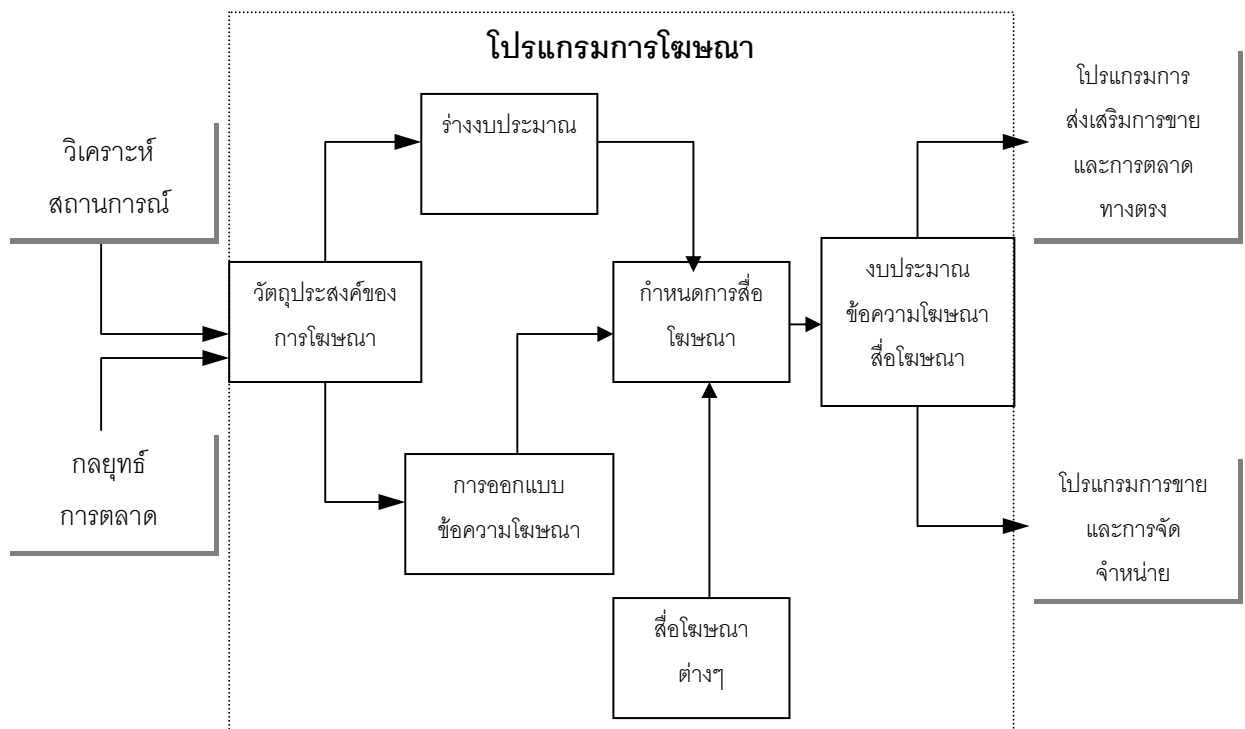 โปรแกรมการโฆษณา
วิเคราะห์
สถานการณ์
กลยุทธ์
การตลาด
วัตถุประสงค์ของ
การโฆษณา
ร่างงบประมาณ
การออกแบบ
ข้อความโฆษณา
กำหนดการสื่อ
โฆษณา
สื่อโฆษณา
ต่างๆ
งบประมาณ
ข้อความโฆษณา
สื่อโฆษณา
โปรแกรมการ
ส่งเสริมการขาย
และการตลาด
ทางตรง
โปรแกรมการขาย
และการจัด
จำหน่าย